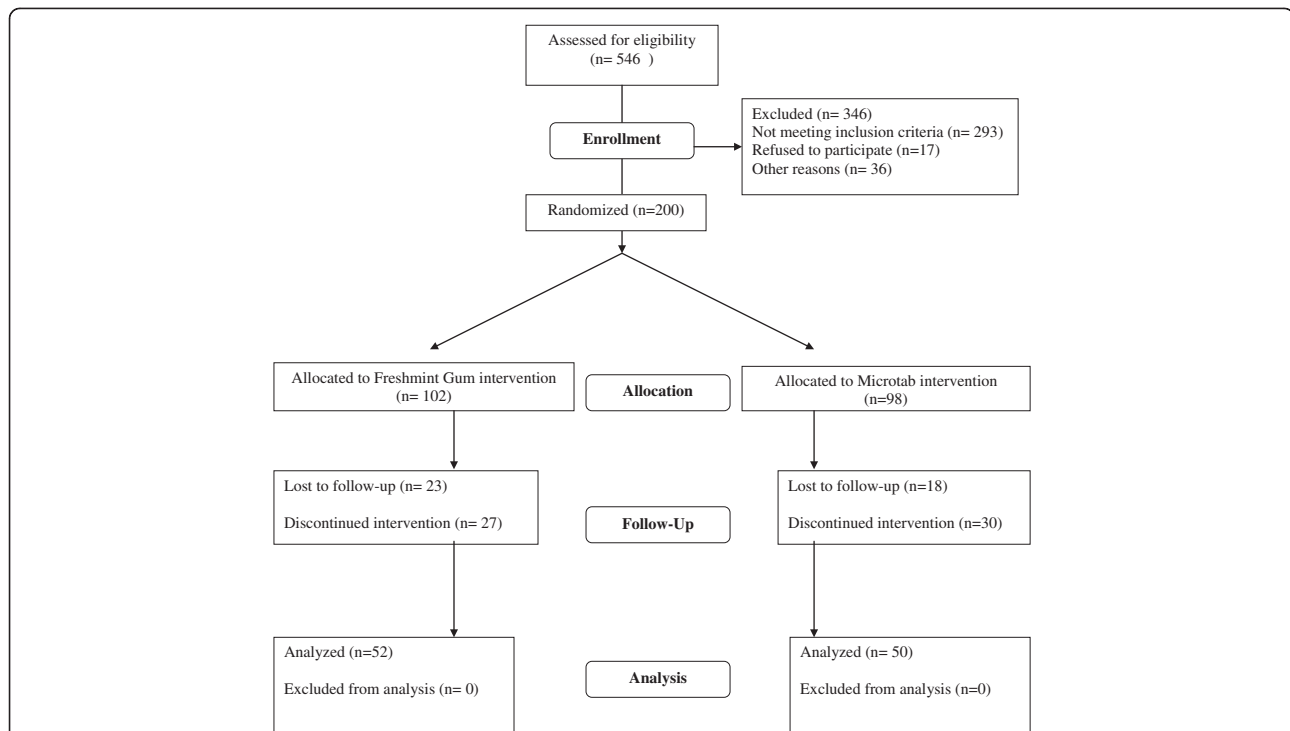 Assessed for eligibility
(n= 546  )
Excluded (n= 346)
Not meeting inclusion criteria (n= 293)
Refused to participate (n=17)
Other reasons (n= 36)
Enrollment
Randomized (n=200)
Allocated to Freshmint Gum intervention
(n= 102)
Allocation
Allocated to Microtab intervention
(n=98)
Lost to follow-up (n= 23)
Discontinued intervention (n= 27)
Follow-Up
Lost to follow-up (n=18)
Discontinued intervention (n=30)
Analyzed (n=52)
Excluded from analysis (n= 0)
Analysis
Analyzed (n= 50)
Excluded from analysis (n=0)